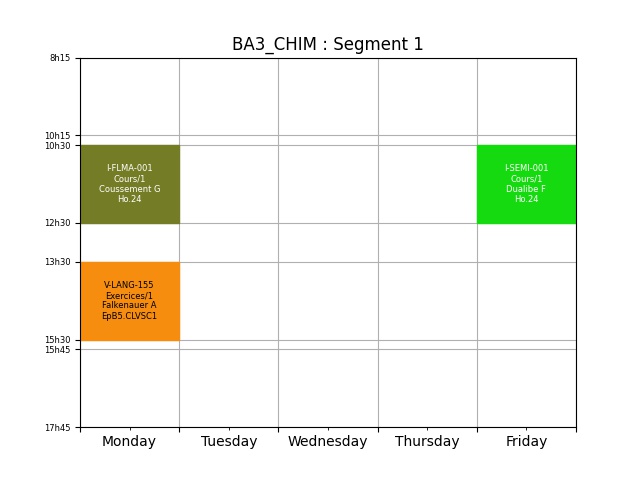 BA3_CHIM : Segment 1
8h15
10h15
10h30
I-FLMA-001
Cours/1
Coussement G
Ho.24
I-SEMI-001
Cours/1
Dualibe F
Ho.24
12h30
13h30
V-LANG-155
Exercices/1
Falkenauer A
EpB5.CLVSC1
15h30
15h45
17h45
Monday Tuesday Wednesday Thursday Friday